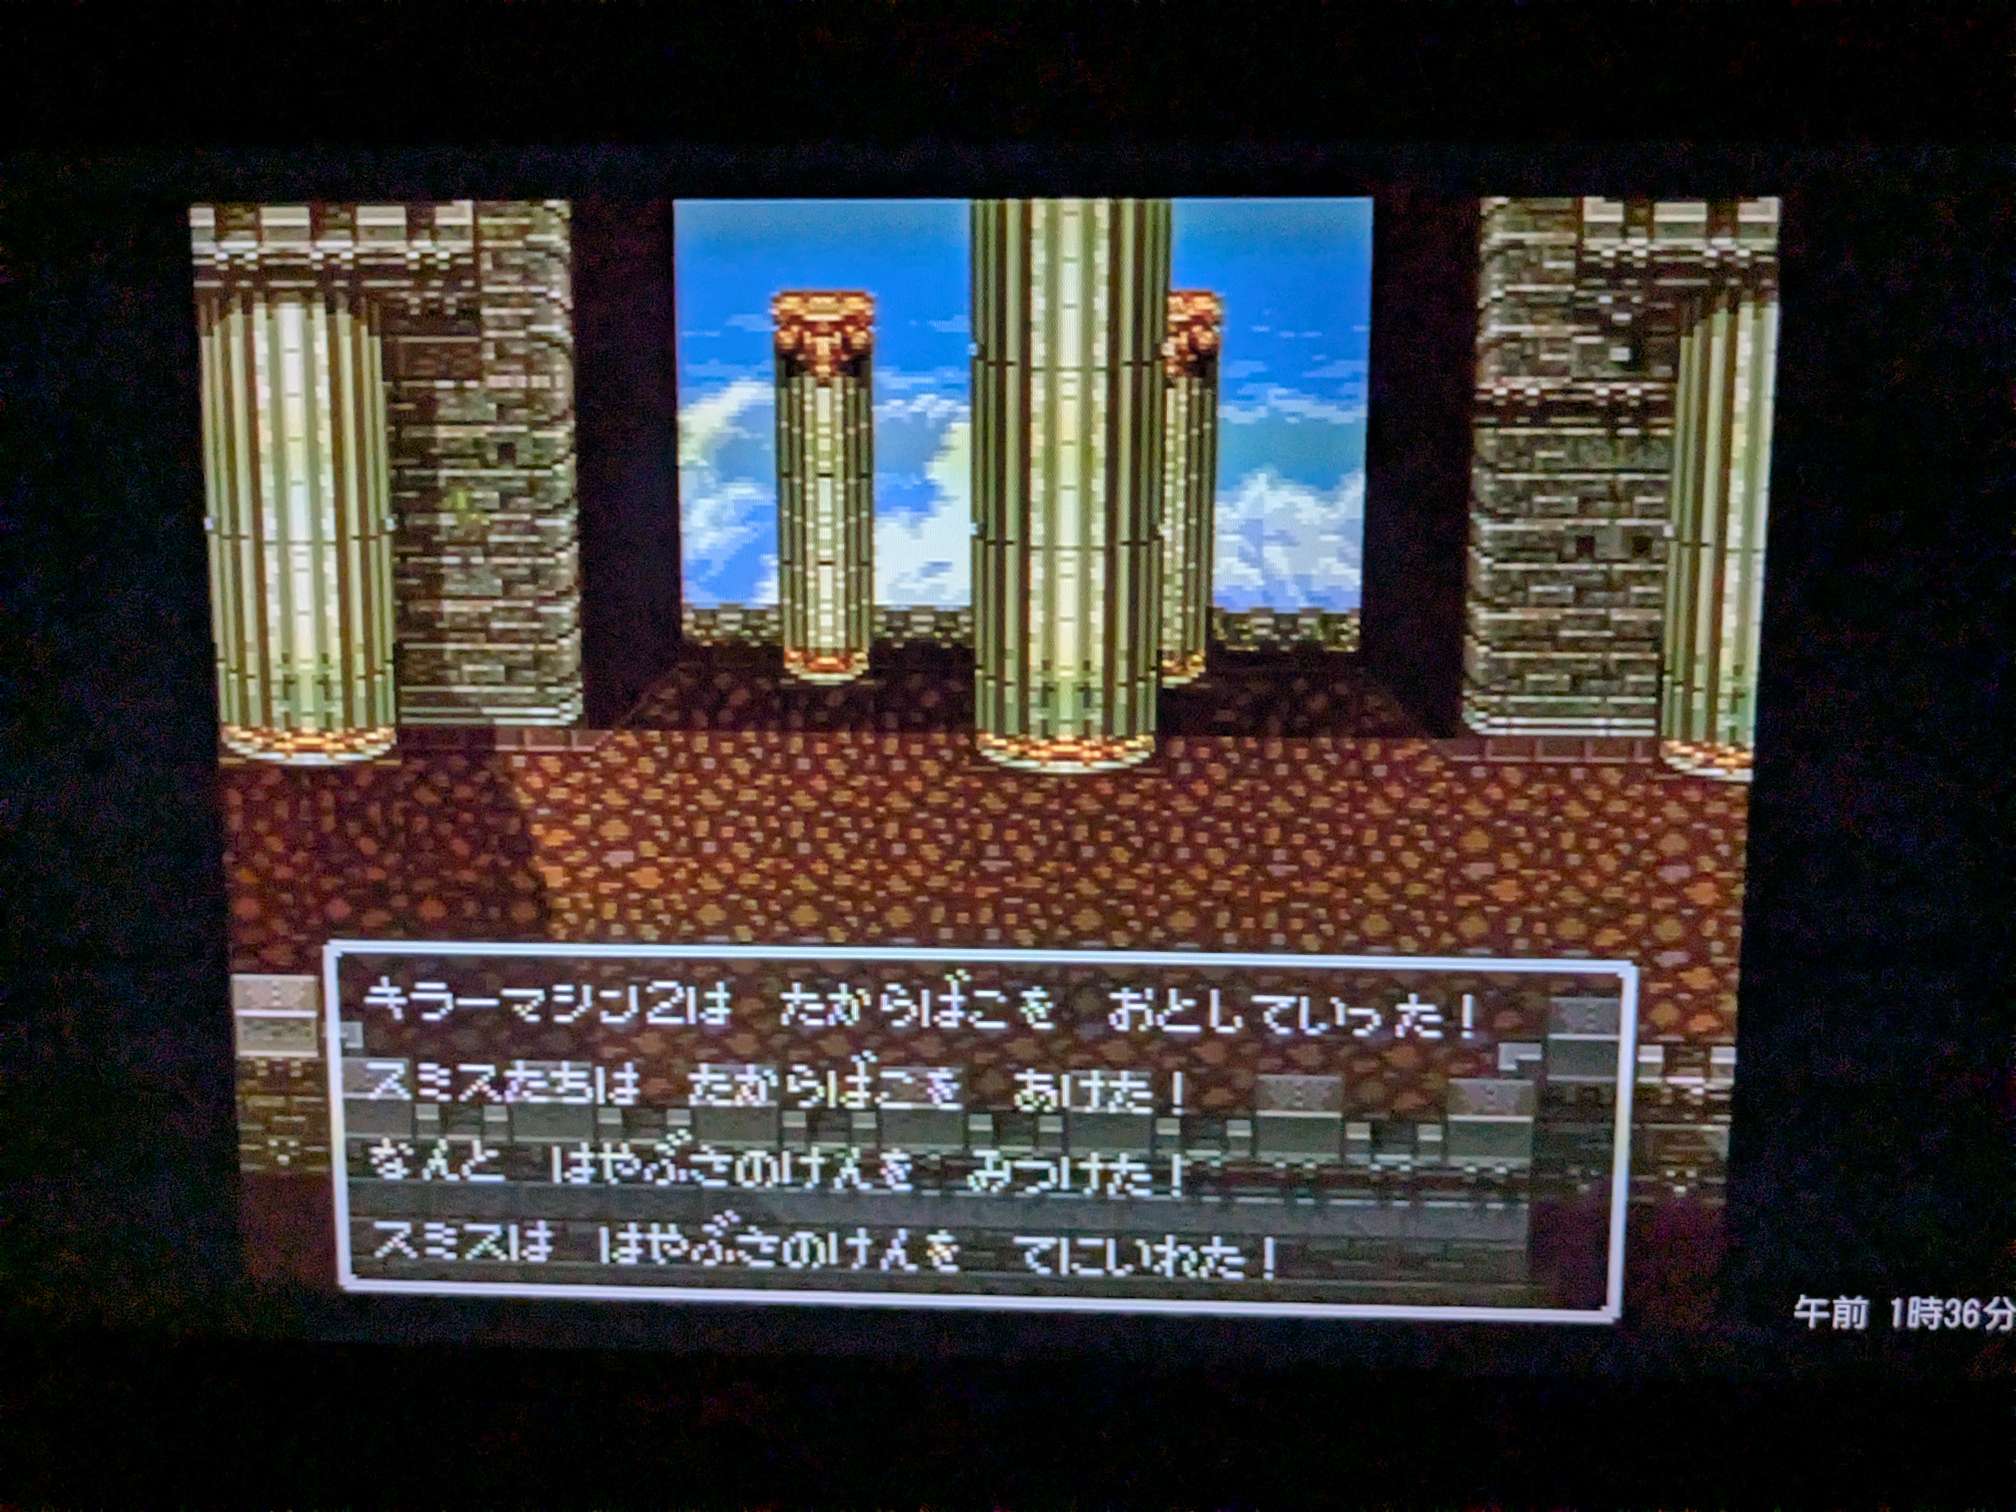 キラーマシン2は　たからばこを　おとしていった！
スミスたちは　たからばこを　あけた！
なんと　はやぶさのけんを　みつけた！
スミスは　はやぶさのけんを　てにいれた！
午前 1時36分